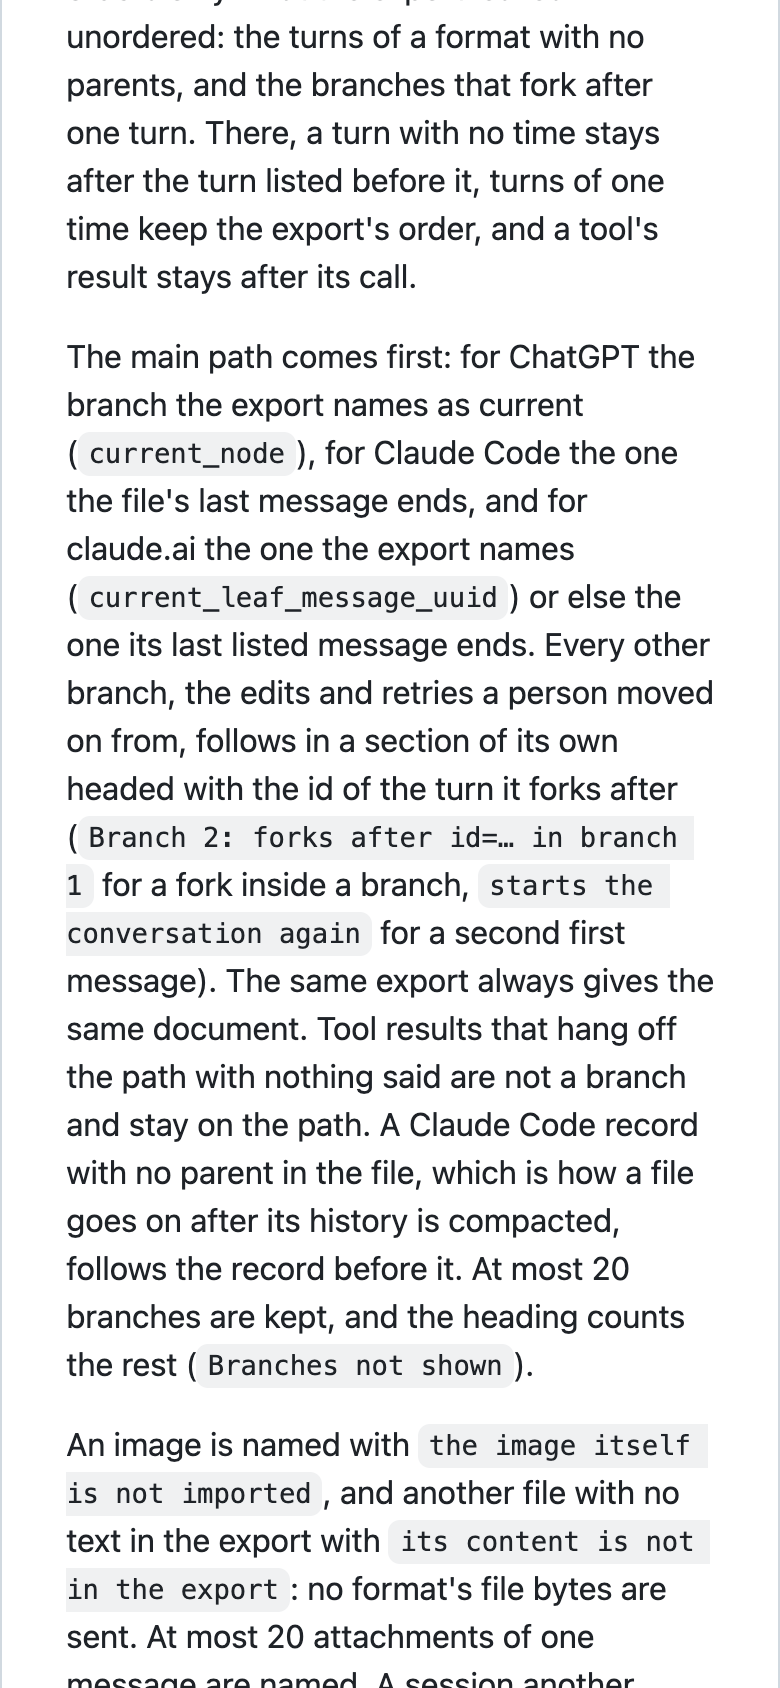 unordered: the turns of a format with no
parents, and the branches that fork after
one turn. There, a turn with no time stays
after the turn listed before it, turns of one
time keep the export's order, and a tool's
result stays after its call.
The main path comes first: for ChatGPT the
branch the export names as current
(current_node), for Claude Code the one
the file's last message ends, and for
claude.ai the one the export names
(current_leaf_message_uuid) or else the
one its last listed message ends. Every other
branch, the edits and retries a person moved
on from, follows in a section of its own
headed with the id of the turn it forks after
(Branch 2: forks after id=… in branch
1 for a fork inside a branch, starts the
conversation again for a second first
message). The same export always gives the
same document. Tool results that hang off
the path with nothing said are not a branch
and stay on the path. A Claude Code record
with no parent in the file, which is how a file
goes on after its history is compacted,
follows the record before it. At most 20
branches are kept, and the heading counts
the rest (Branches not shown).
An image is named with the image itself
is not imported, and another file with no
text in the export with its content is not
in the export: no format's file bytes are
sent. At most 20 attachments of one
message are named. A session another